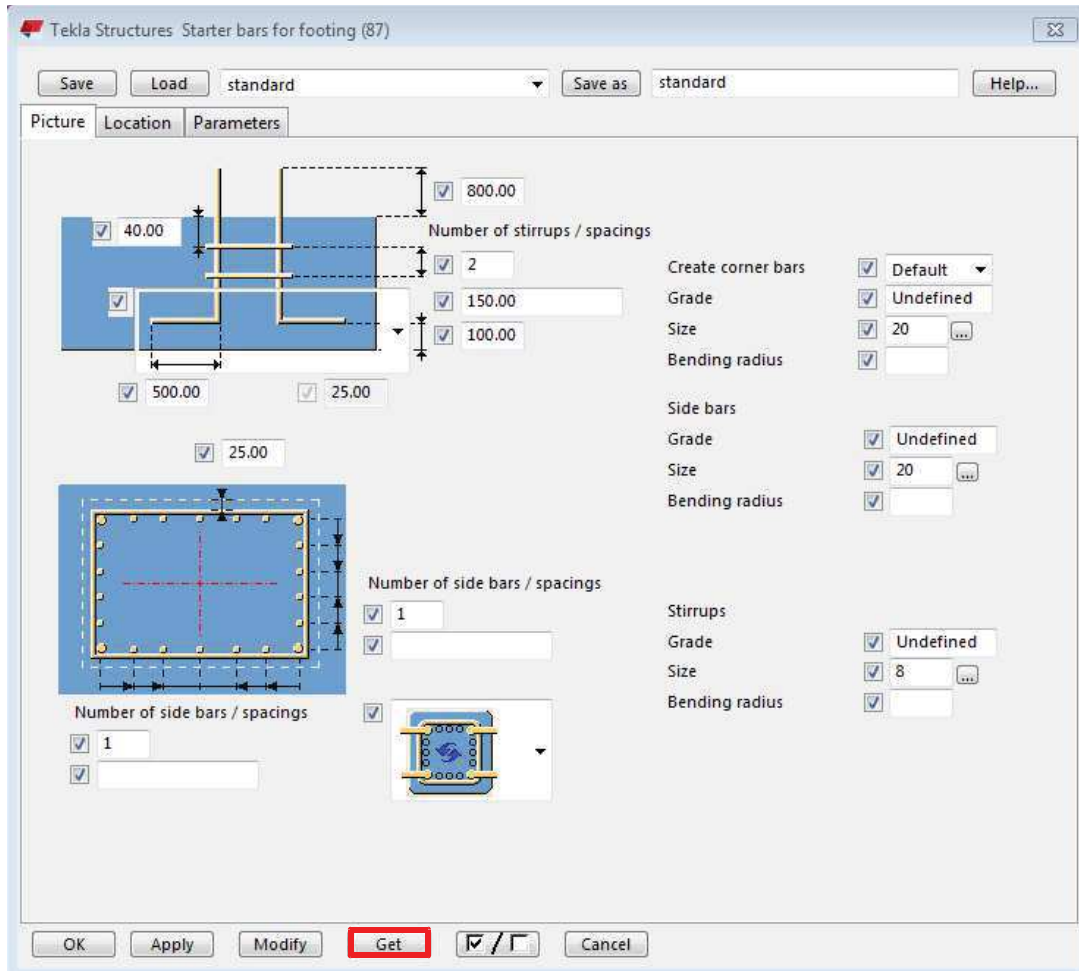 Tekla Structures Starter bars for footing (87)
Save Load standard Save as standard Help...
Picture Location Parameters
800.00
40.00
Number of stirrups / spacings
2
Create corner bars Default
150.00
Grade Undefined
100.00
Size 20 ...
Bending radius
500.00 25.00
Side bars
Grade Undefined
25.00
Size 20 ...
Bending radius
Number of side bars / spacings
1
Stirrups
Grade Undefined
Size 8 ...
Bending radius
Number of side bars / spacings
1
OK Apply Modify Get / Cancel